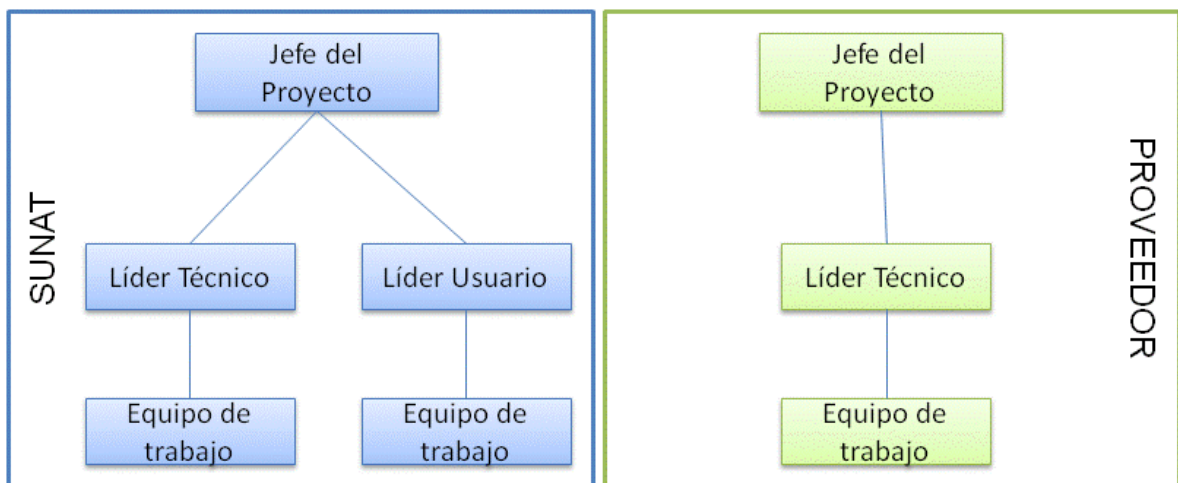 SUNAT
Jefe del
Proyecto
Líder Técnico
Líder Usuario
Equipo de
trabajo
Equipo de
trabajo
PROVEEDOR
Jefe del
Proyecto
Líder Técnico
Equipo de
trabajo